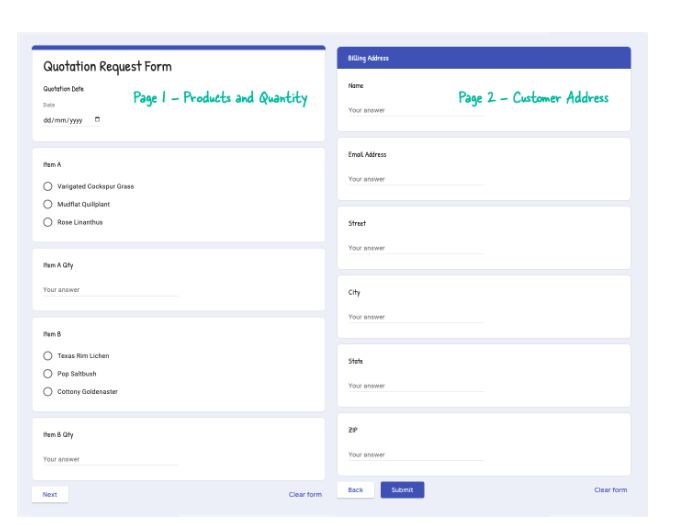 Quotation Request Form
Quotation Date
Page 1 - Products and Quantity
Date
dd/mm/yyyy
Item A
Varigated Cockspur Grass
Mudflat Quillplant
Rose Linanthus
Item A Qty
Your answer
Item B
Texas Rim Lichen
Pop Saltbush
Cottony Goldenaster
Item B Qty
Your answer
Next
Clear form
Billing Address
Name
Page 2 - Customer Address
Your answer
Email Address
Your answer
Street
Your answer
City
Your answer
State
Your answer
ZIP
Your answer
Back
Submit
Clear form